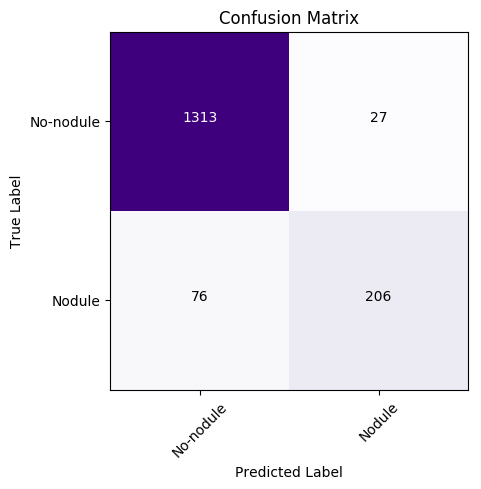 Confusion Matrix
True Label
No-nodule
1313
27
Nodule
76
206
No-nodule
Nodule
Predicted Label